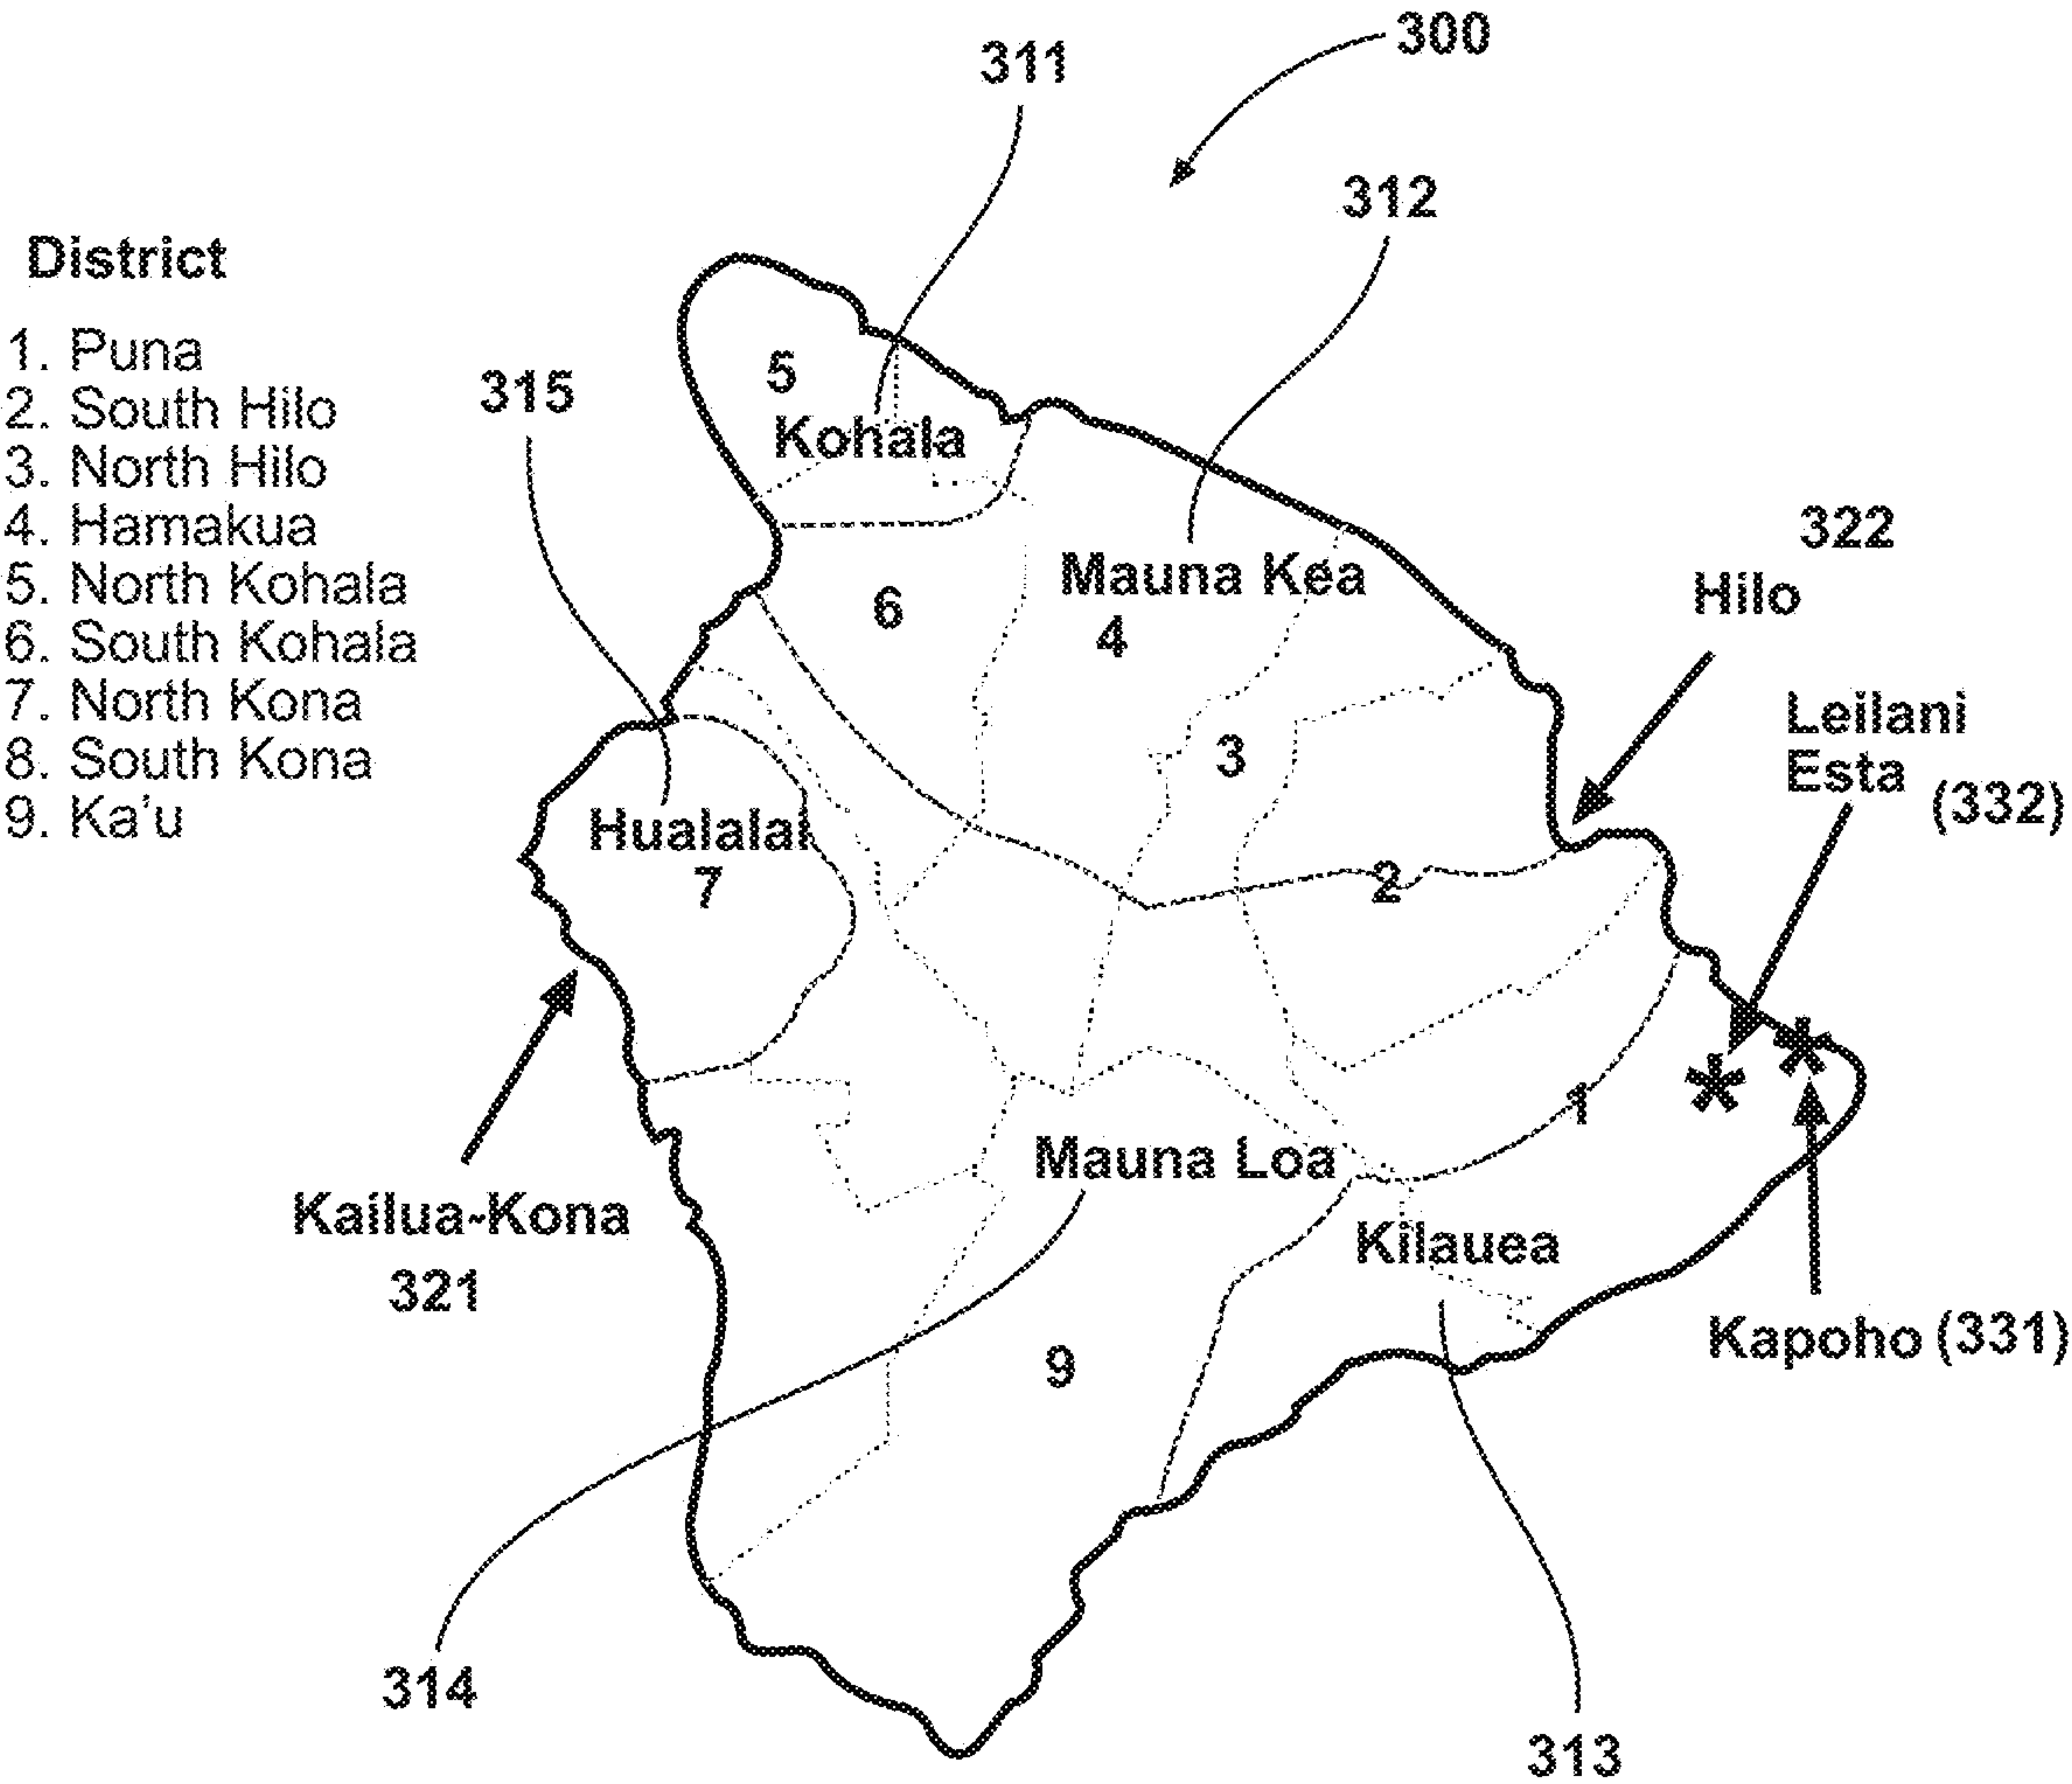 300
311
312
District
1. Puna
2. South Hilo
3. North Hilo
4. Hamakua
5. North Kohala
6. South Kohala
7. North Kona
8. South Kona
9. Ka'u
315
5
Kohala
322
Hilo
Mauna Kea
6
4
Leilani
Esta (332)
3
Hualalai
7
2
1
Mauna Loa
Kailua-Kona
321
Kilauea
Kapoho (331)
9
314
313